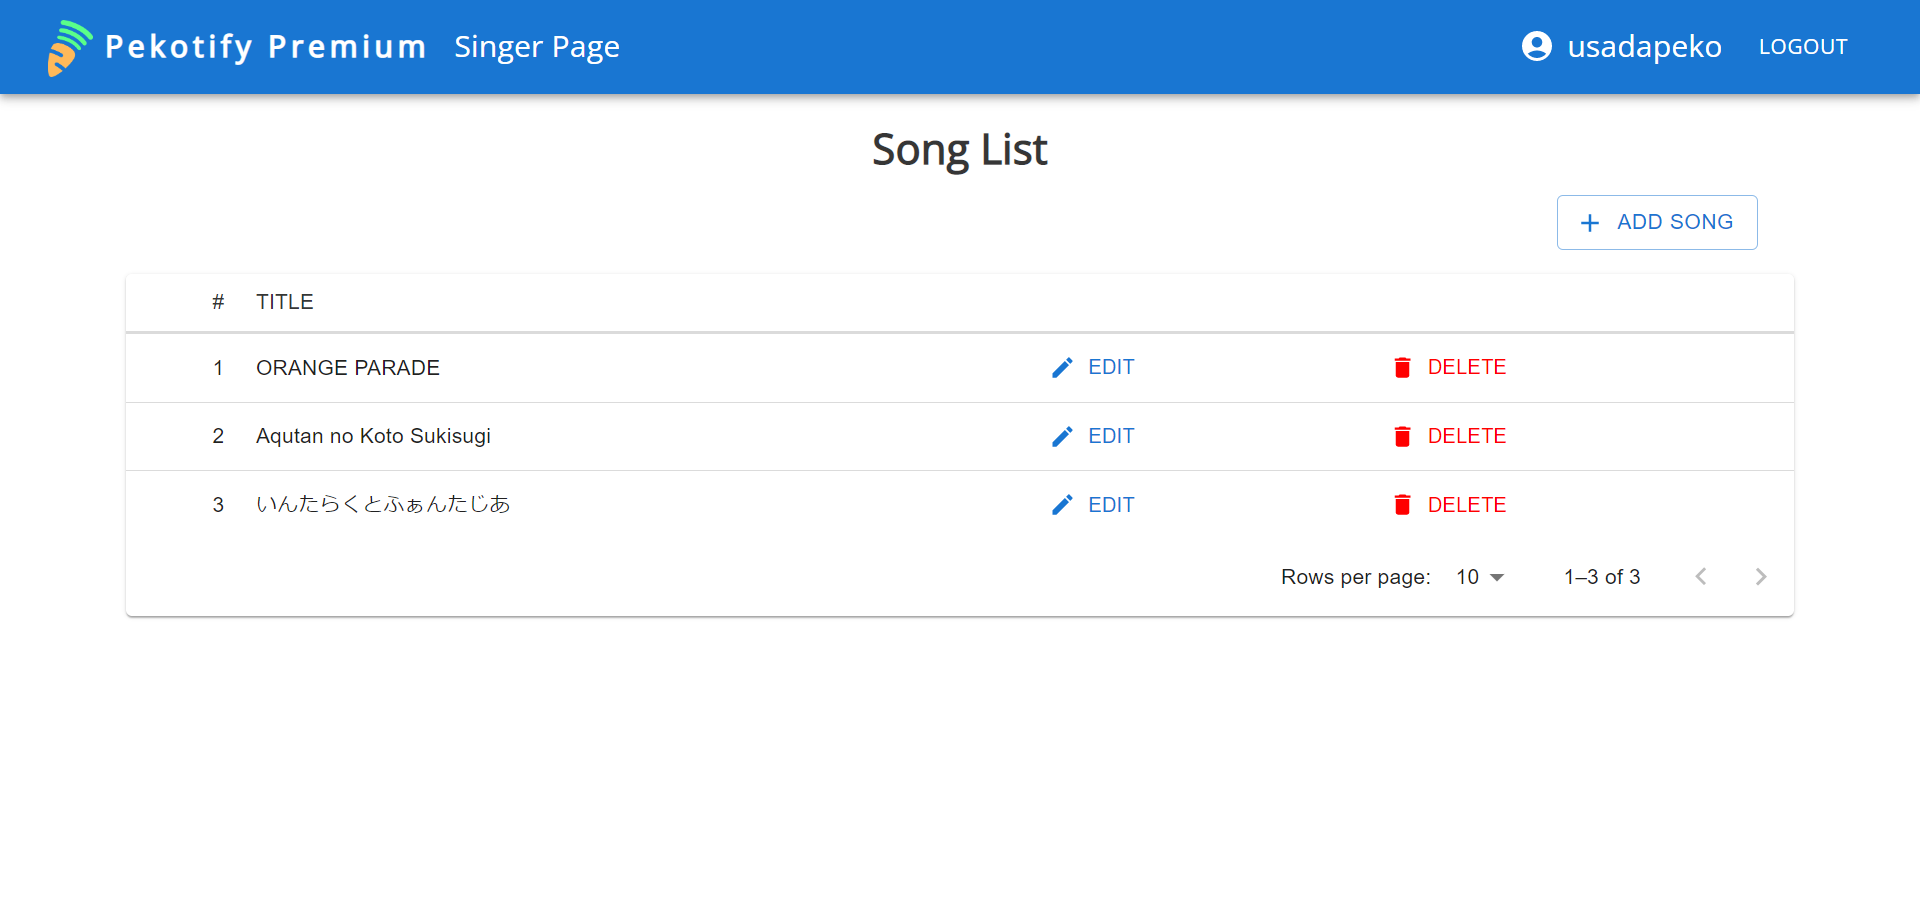 Pekotify Premium Singer Page usadapeko LOGOUT
Song List
+ ADD SONG
# TITLE
1 ORANGE PARADE EDIT DELETE
2 Aqutan no Koto Sukisugi EDIT DELETE
3 いんたらくとふぁんたじあ EDIT DELETE
Rows per page: 10 1–3 of 3